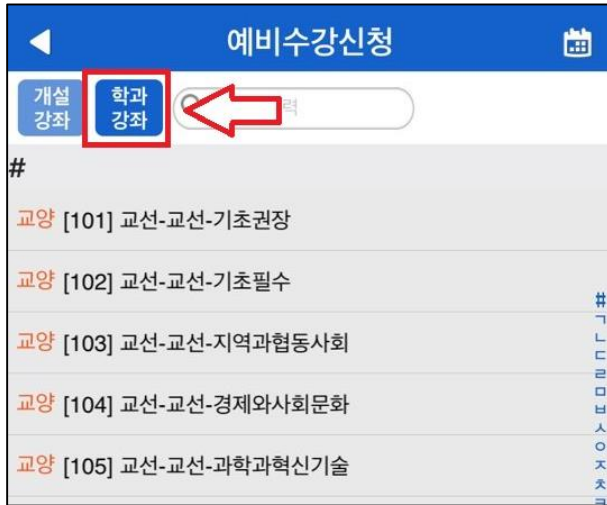 예비수강신청
개설
강좌
학과
강좌
력
#
교양 [101] 교선-교선-기초권장
교양 [102] 교선-교선-기초필수
교양 [103] 교선-교선-지역과협동사회
교양 [104] 교선-교선-경제와사회문화
교양 [105] 교선-교선-과학과혁신기술
#
ㄱ
ㄴ
ㄷ
ㄹ
ㅁ
ㅂ
ㅅ
ㅇ
ㅈ
ㅊ
ㅋ